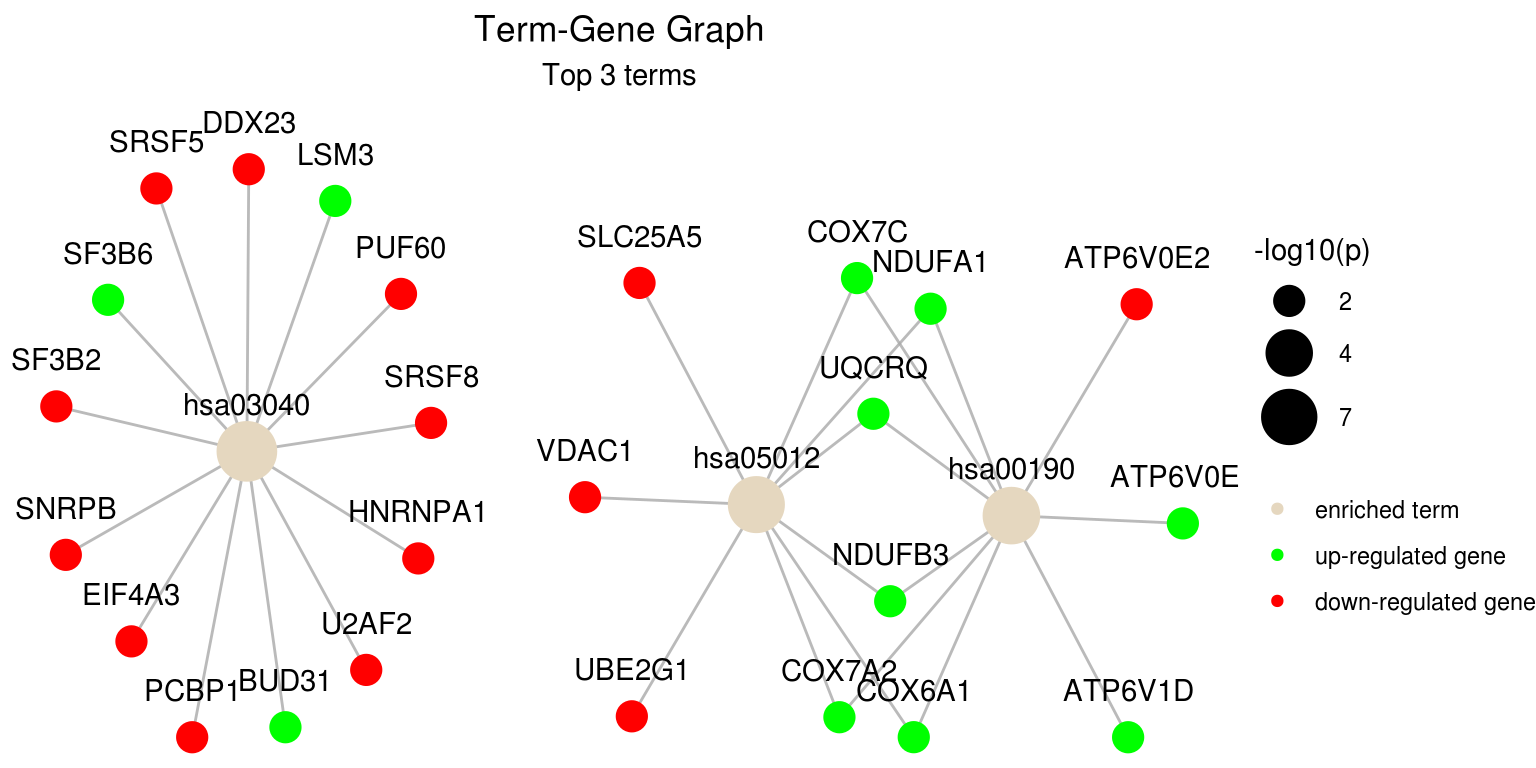 Term-Gene Graph
Top 3 terms
DDX23
SRSF5
LSM3
SF3B6
PUF60
SF3B2
SRSF8
hsa03040
SNRPB
HNRNPA1
EIF4A3
U2AF2
PCBP1
BUD31
SLC25A5
COX7C
NDUFA1
ATP6V0E2
UQCRQ
VDAC1
hsa05012
hsa00190
ATP6V0E
NDUFB3
UBE2G1
COX7A2
COX6A1
ATP6V1D
-log10(p)
2
4
7
enriched term
up-regulated gene
down-regulated gene